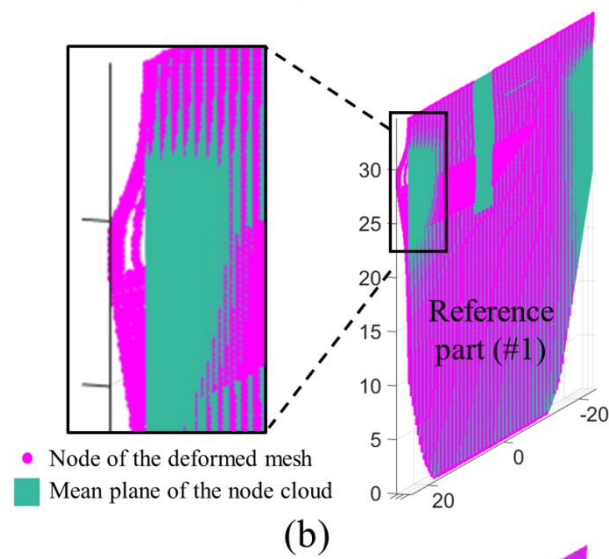 30
25
20
15
10
5
0
20
0
-20
Reference
part (#1)
Node of the deformed mesh
Mean plane of the node cloud
(b)